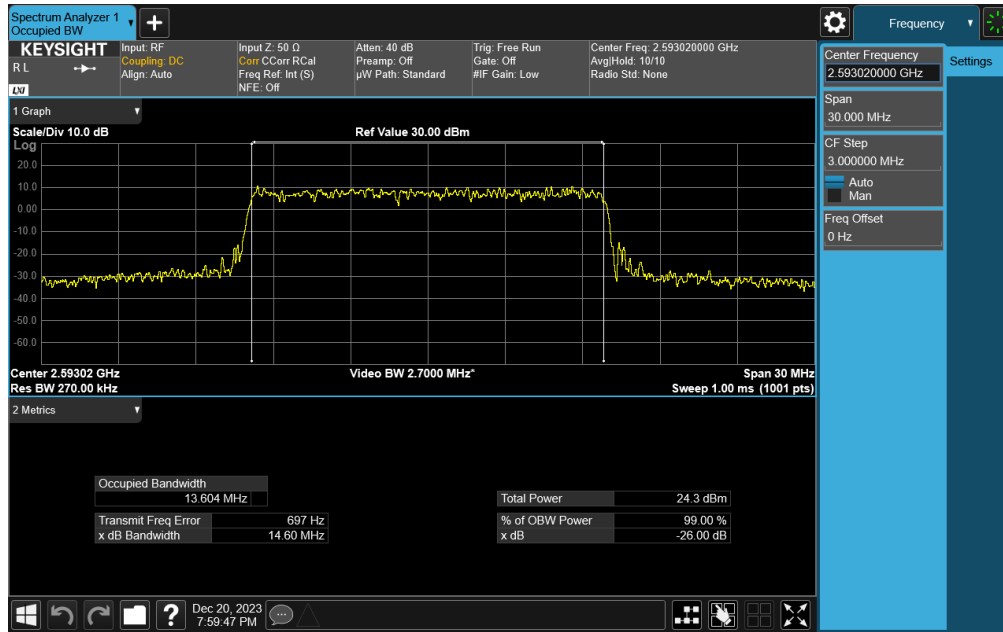 Spectrum Analyzer 1
Occupied BW
Frequency
KEYSIGHT
R L
LXI
Input: RF
Coupling: DC
Align: Auto
Input Z: 50 Ω
Corr CCorr RCal
Freq Ref: Int (S)
NFE: Off
Atten: 40 dB
Preamp: Off
µW Path: Standard
Trig: Free Run
Gate: Off
#IF Gain: Low
Center Freq: 2.593020000 GHz
Avg|Hold: 10/10
Radio Std: None
Center Frequency
2.593020000 GHz
Settings
Span
30.000 MHz
CF Step
3.000000 MHz
Auto
Man
Freq Offset
0 Hz
1 Graph
Scale/Div 10.0 dB
Ref Value 30.00 dBm
Log
20.0
10.0
0.00
-10.0
-20.0
-30.0
-40.0
-50.0
-60.0
Center 2.59302 GHz
Video BW 2.7000 MHz*
Span 30 MHz
Res BW 270.00 kHz
Sweep 1.00 ms (1001 pts)
2 Metrics
Occupied Bandwidth
13.604 MHz
Total Power 24.3 dBm
Transmit Freq Error 697 Hz
% of OBW Power 99.00 %
x dB Bandwidth 14.60 MHz
x dB -26.00 dB
?
Dec 20, 2023
7:59:47 PM